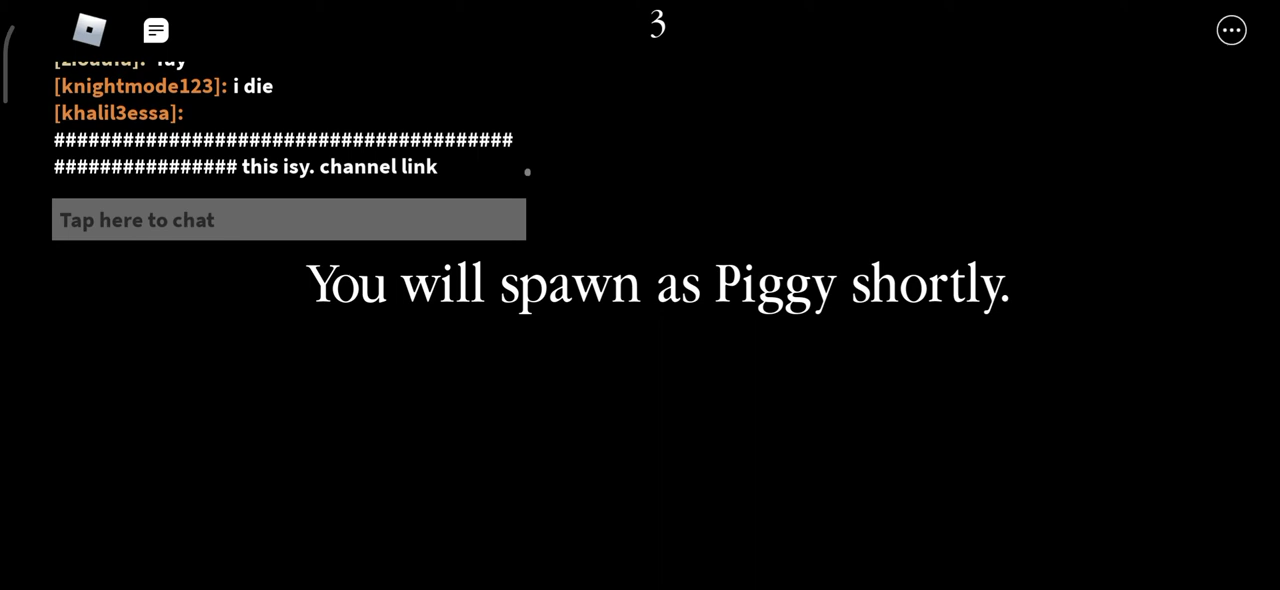 3
[knightmode123]: i die
[khalil3essa]:
########################################
################ this isy. channel link
Tap here to chat
You will spawn as Piggy shortly.